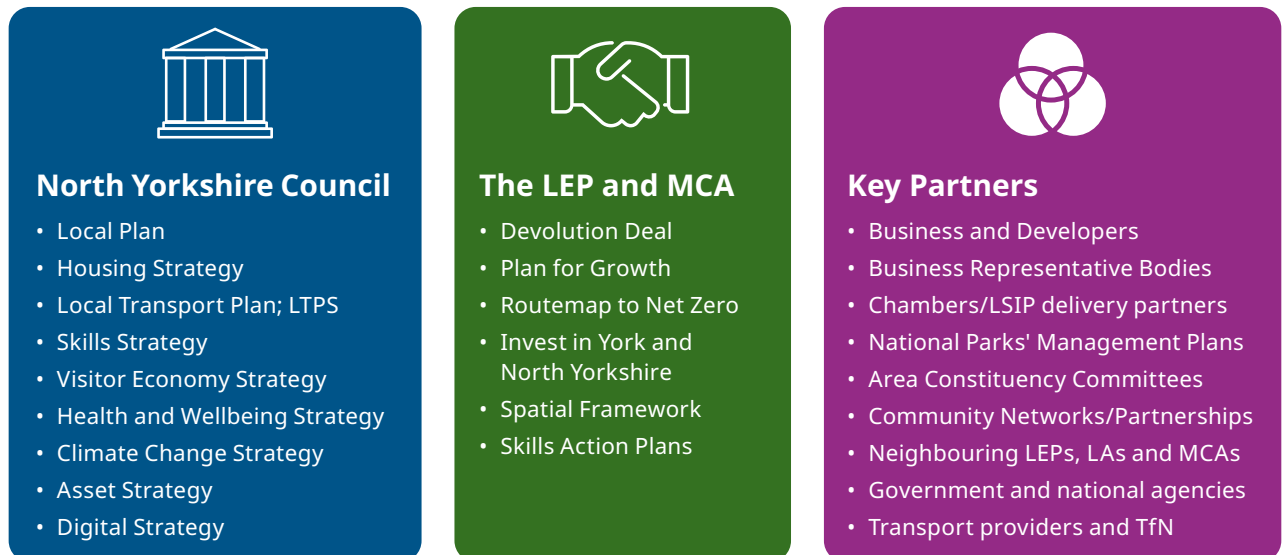 North Yorkshire Council
• Local Plan
• Housing Strategy
• Local Transport Plan; LTPS
• Skills Strategy
• Visitor Economy Strategy
• Health and Wellbeing Strategy
• Climate Change Strategy
• Asset Strategy
• Digital Strategy
The LEP and MCA
• Devolution Deal
• Plan for Growth
• Routemap to Net Zero
• Invest in York and
North Yorkshire
• Spatial Framework
• Skills Action Plans
Key Partners
• Business and Developers
• Business Representative Bodies
• Chambers/LSIP delivery partners
• National Parks' Management Plans
• Area Constituency Committees
• Community Networks/Partnerships
• Neighbouring LEPs, LAs and MCAs
• Government and national agencies
• Transport providers and TfN